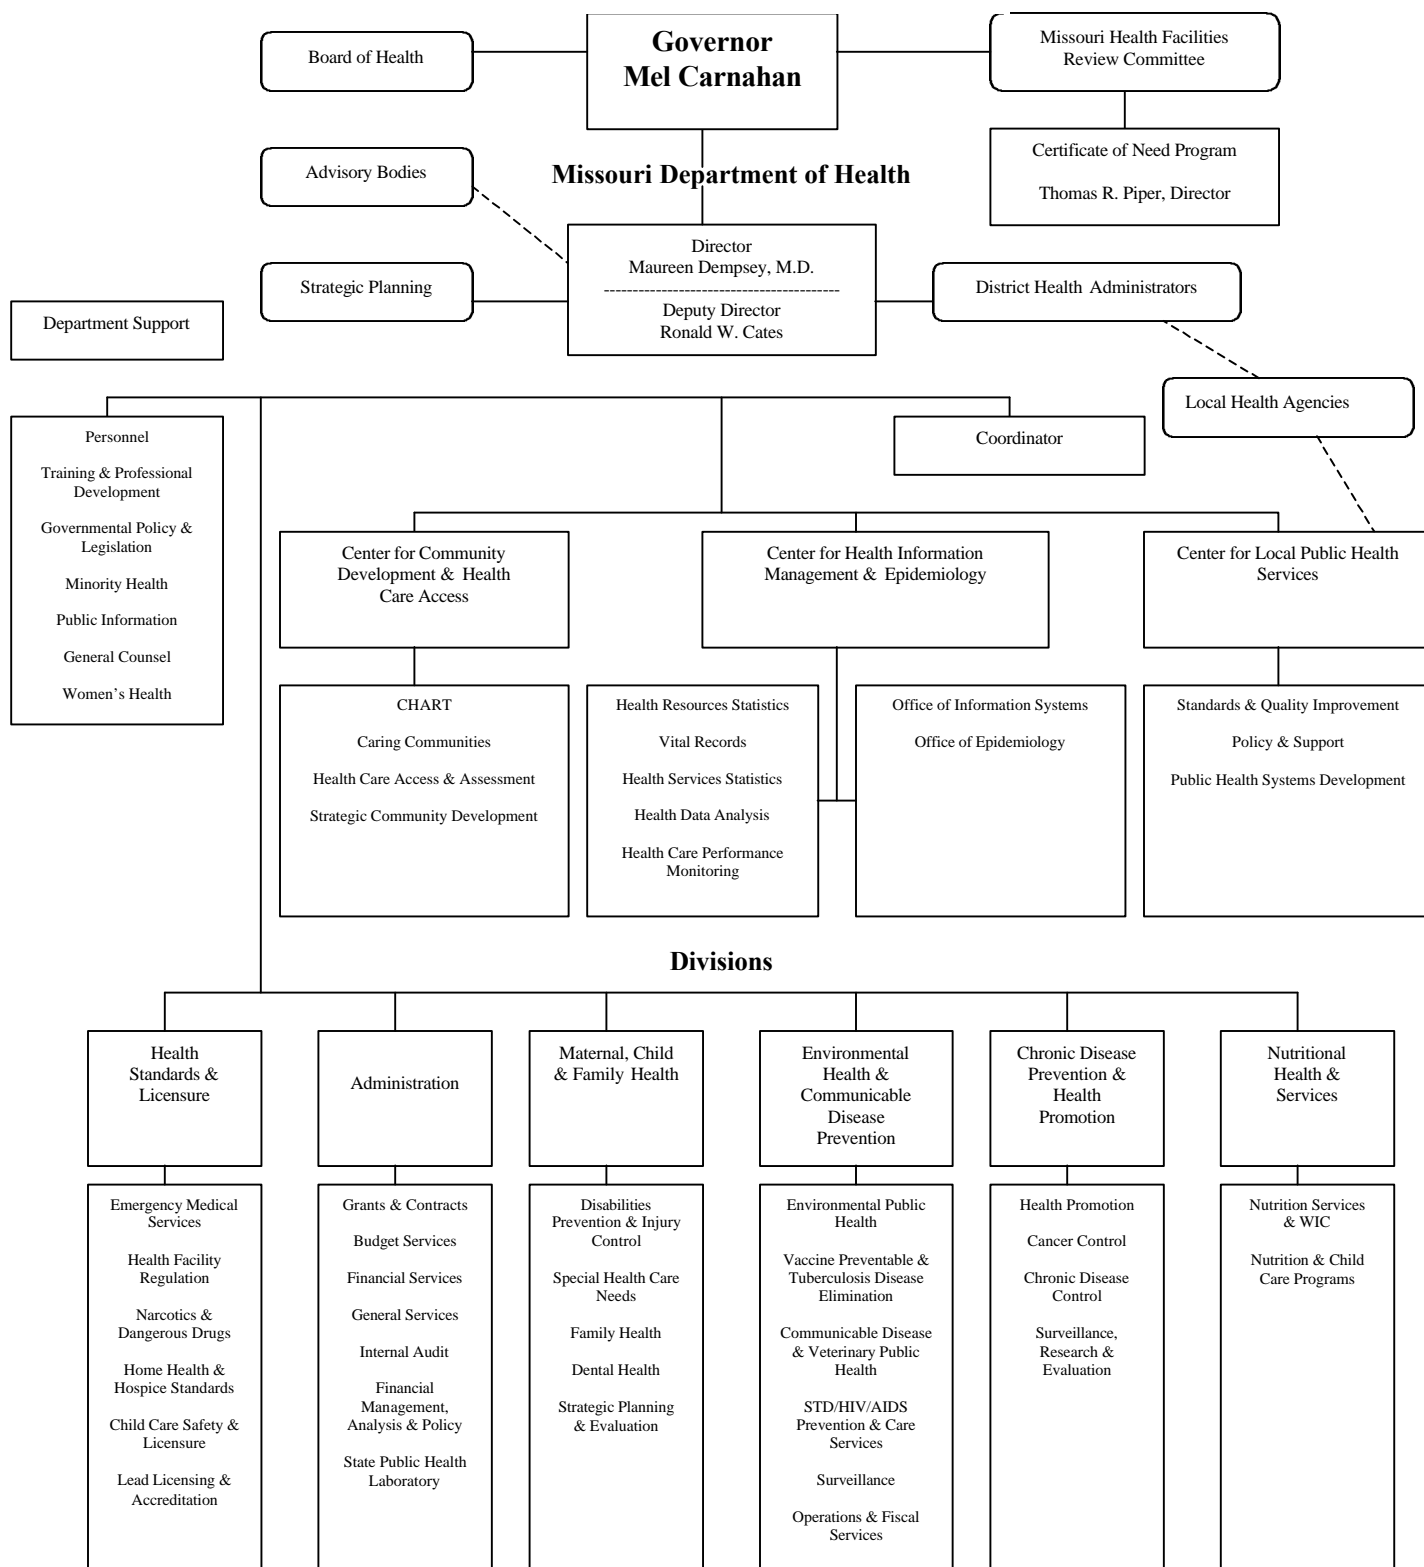 Board of Health
Governor
Mel Carnahan
Missouri Health Facilities
Review Committee
Advisory Bodies
Missouri Department of Health
Certificate of Need Program
Thomas R. Piper, Director
Strategic Planning
Director
Maureen Dempsey, M.D.
-----------------------------------------
Deputy Director
Ronald W. Cates
District Health Administrators
Department Support
Local Health Agencies
Personnel
Training & Professional
Development
Governmental Policy &
Legislation
Minority Health
Public Information
General Counsel
Women's Health
Coordinator
Center for Community
Development & Health
Care Access
Center for Health Information
Management & Epidemiology
Center for Local Public Health
Services
CHART
Caring Communities
Health Care Access & Assessment
Strategic Community Development
Health Resources Statistics
Vital Records
Health Services Statistics
Health Data Analysis
Health Care Performance
Monitoring
Office of Information Systems
Office of Epidemiology
Standards & Quality Improvement
Policy & Support
Public Health Systems Development
Divisions
Health
Standards &
Licensure
Administration
Maternal, Child
& Family Health
Environmental
Health &
Communicable
Disease
Prevention
Chronic Disease
Prevention &
Health
Promotion
Nutritional
Health &
Services
Emergency Medical
Services
Health Facility
Regulation
Narcotics &
Dangerous Drugs
Home Health &
Hospice Standards
Child Care Safety &
Licensure
Lead Licensing &
Accreditation
Grants & Contracts
Budget Services
Financial Services
General Services
Internal Audit
Financial
Management,
Analysis & Policy
State Public Health
Laboratory
Disabilities
Prevention & Injury
Control
Special Health Care
Needs
Family Health
Dental Health
Strategic Planning
& Evaluation
Environmental Public
Health
Vaccine Preventable &
Tuberculosis Disease
Elimination
Communicable Disease
& Veterinary Public
Health
STD/HIV/AIDS
Prevention & Care
Services
Surveillance
Operations & Fiscal
Services
Health Promotion
Cancer Control
Chronic Disease
Control
Surveillance,
Research &
Evaluation
Nutrition Services
& WIC
Nutrition & Child
Care Programs